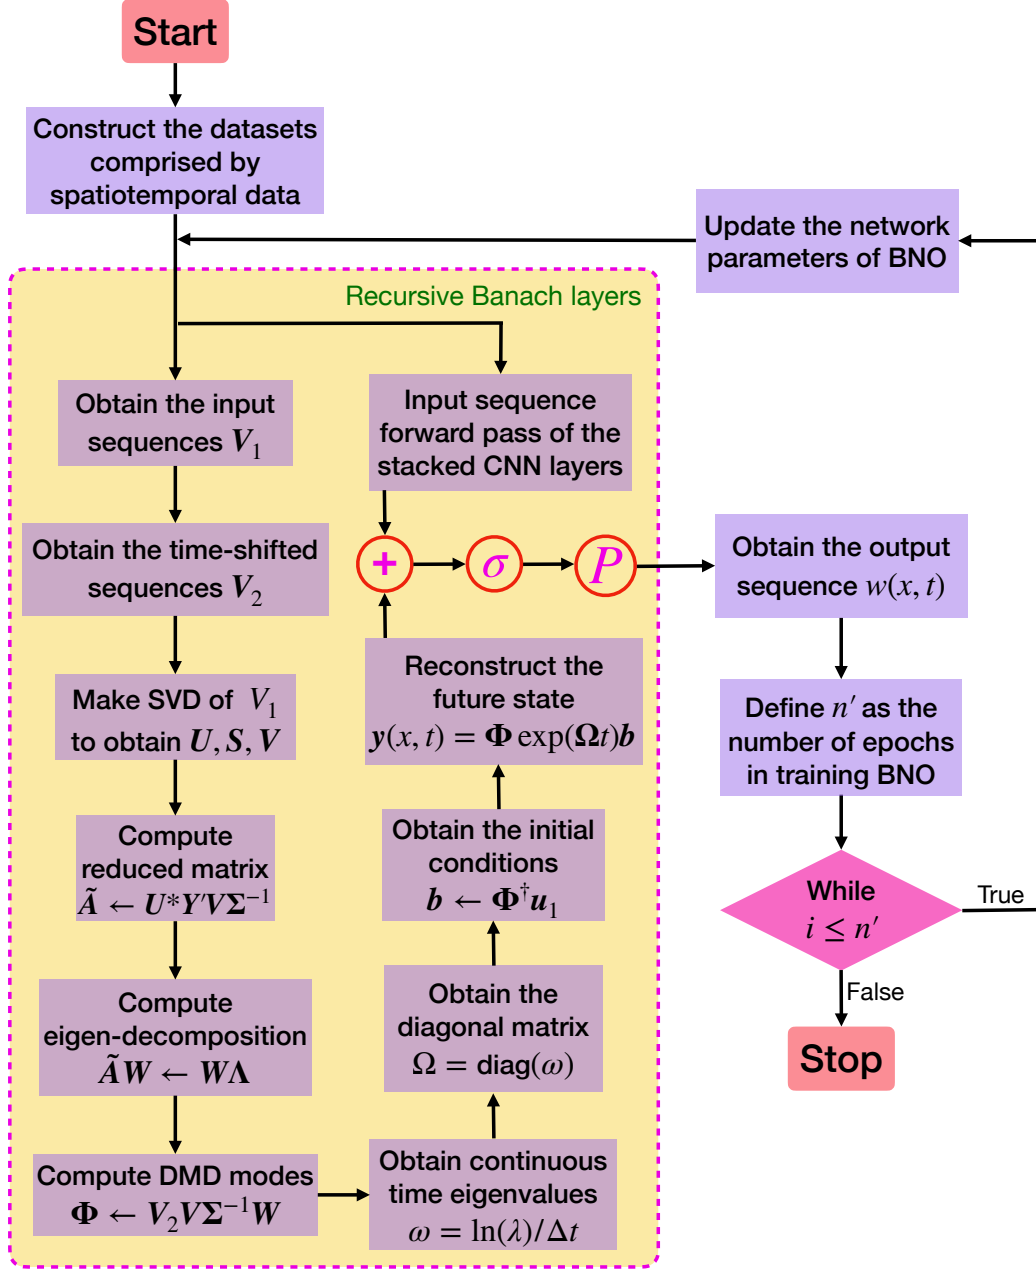 Start
Construct the datasets
comprised by
spatiotemporal data
Update the network
parameters of BNO
Recursive Banach layers
Obtain the input
sequences V₁
Obtain the time-shifted
sequences V₂
Make SVD of V₁
to obtain U, S, V
Compute
reduced matrix
Ã ← U*Y′VΣ⁻¹
Compute
eigen-decomposition
ÃW ← WΛ
Compute DMD modes
Φ ← V₂VΣ⁻¹W
Obtain continuous
time eigenvalues
ω = ln(λ)/Δt
Obtain the
diagonal matrix
Ω = diag(ω)
Obtain the initial
conditions
b ← Φ†u₁
Reconstruct the
future state
y(x, t) = Φ exp(Ωt)b
Input sequence
forward pass of the
stacked CNN layers
+
σ
P
Obtain the output
sequence w(x, t)
Define n′ as the
number of epochs
in training BNO
While
i ≤ n′
True
False
Stop